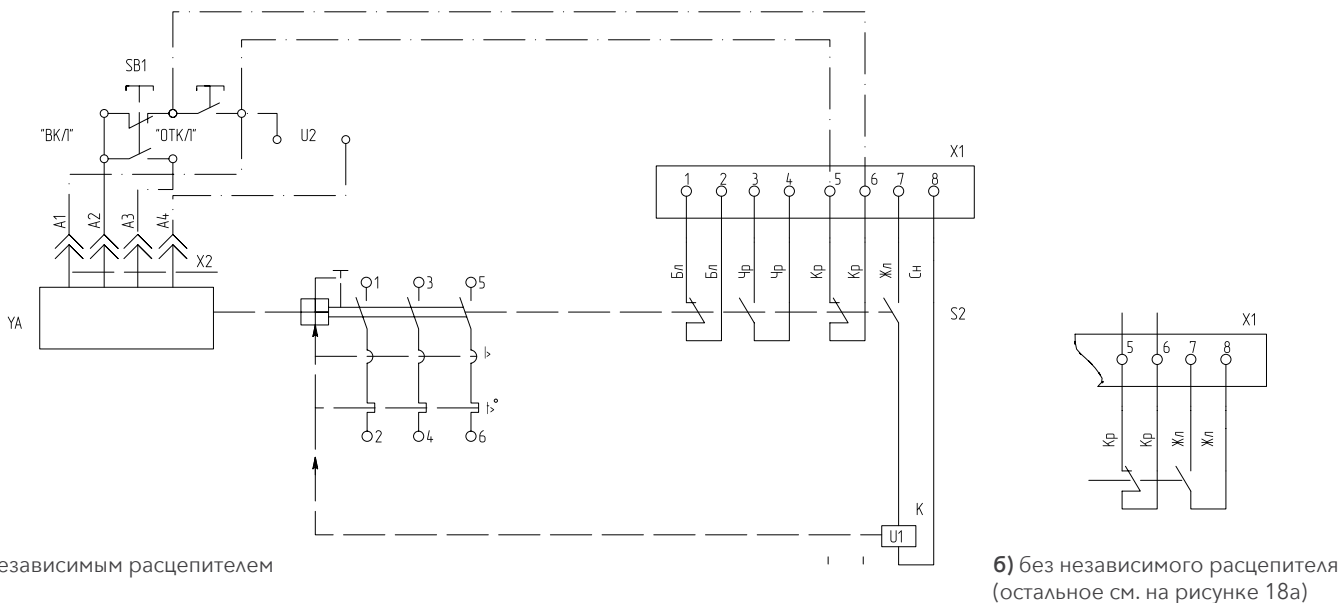 SB1
"ВКЛ"
"ОТКЛ"
U2
A1
A2
A3
A4
X2
YA
1
3
5
2
4
6
X1
1
2
3
4
5
6
7
8
Бл
Бл
Чр
Чр
Кр
Кр
Жл
Сн
S2
K
U1
X1
5
6
7
8
Кр
Кр
Жл
Жл
езависимым расцепителем
б) без независимого расцепителя
(остальное см. на рисунке 18а)